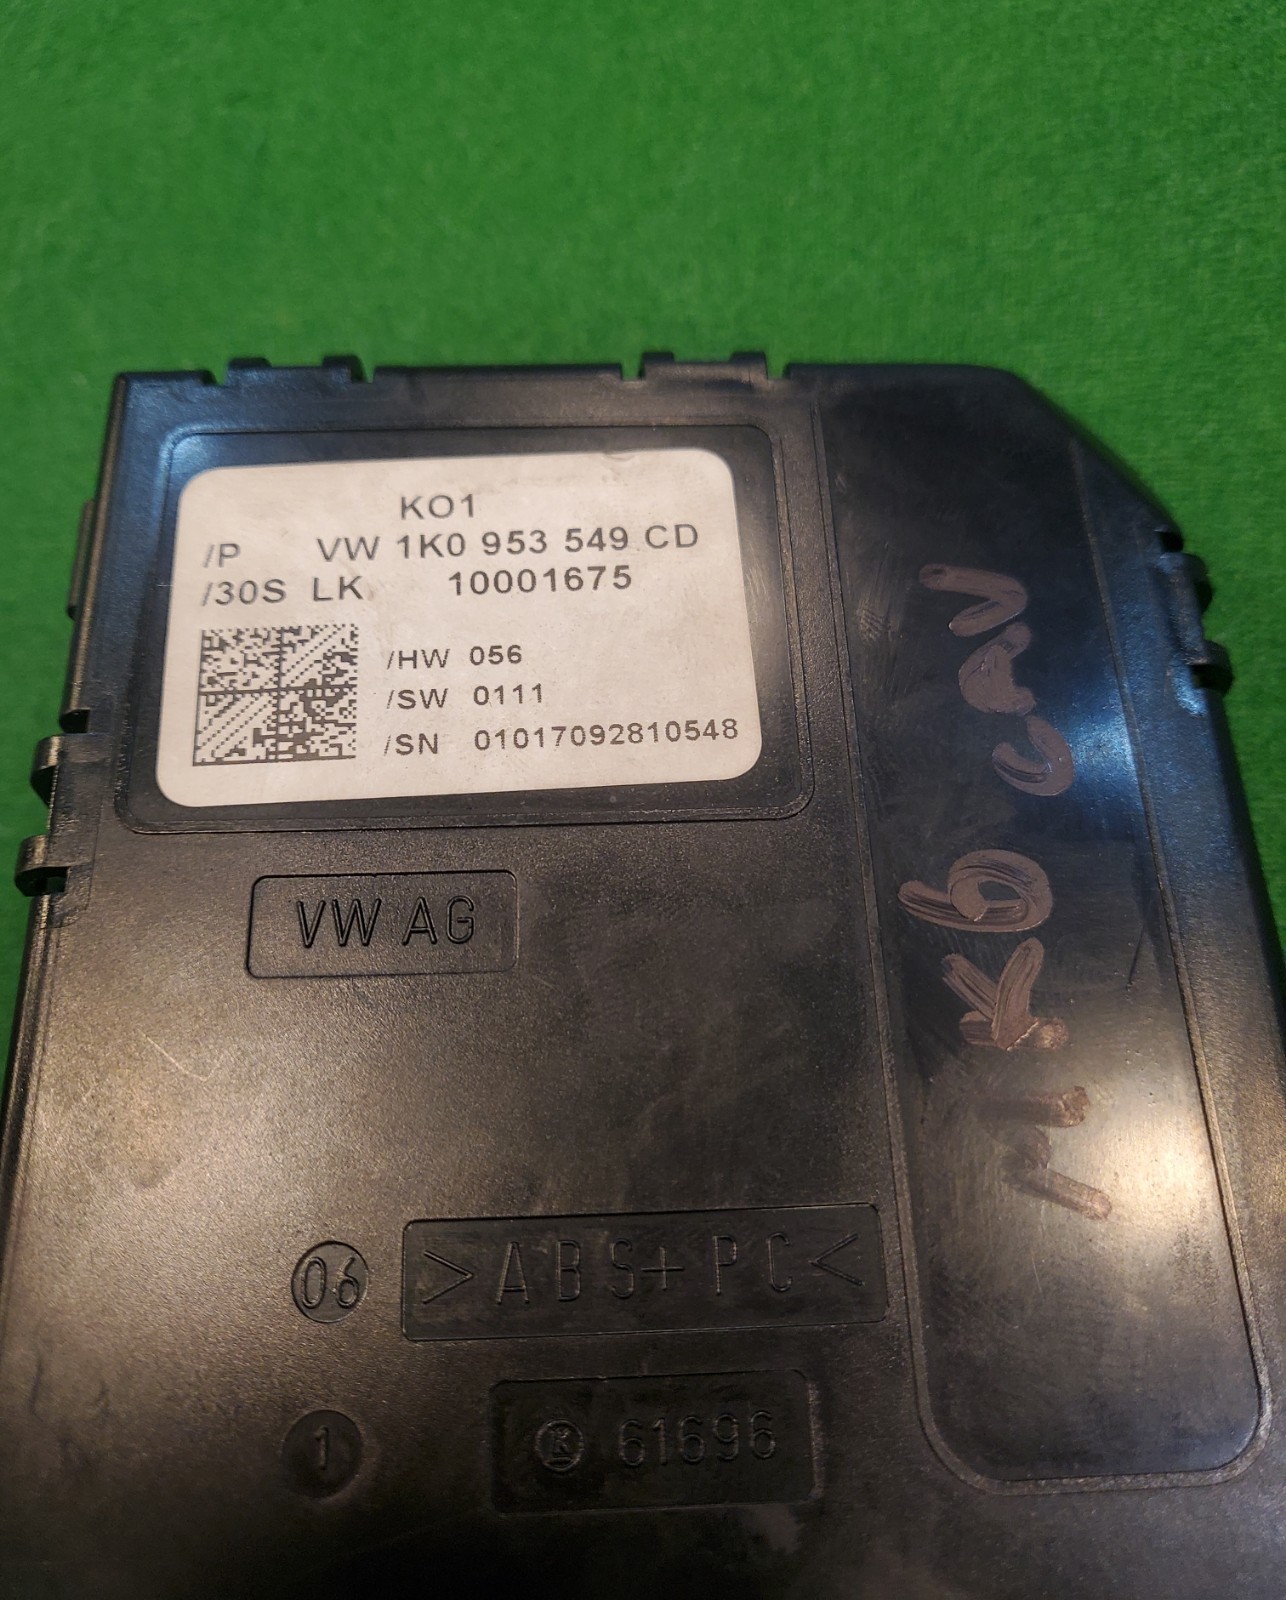 KO1
/P VW 1K0 953 549 CD
/30S LK 10001675
/HW 056
/SW 0111
/SN 01017092810548
VW AG
06
>ABS+PC<
1
K 61696
MK6 CAN